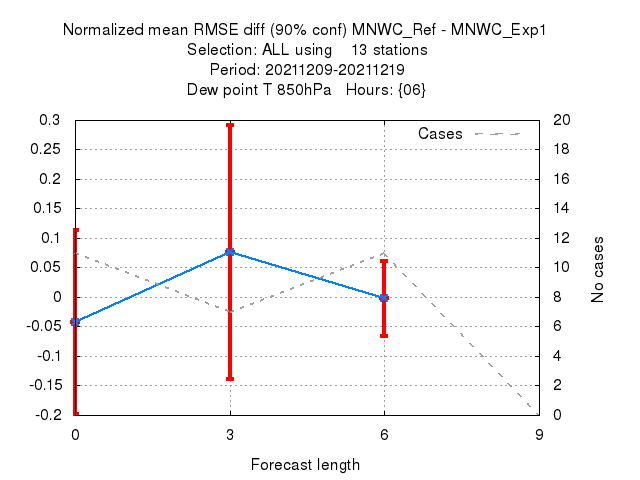 Normalized mean RMSE diff (90% conf) MNWC_Ref - MNWC_Exp1
Selection: ALL using    13 stations
Period: 20211209-20211219
Dew point T 850hPa   Hours: {06}
Cases
0.3
0.25
0.2
0.15
0.1
0.05
0
-0.05
-0.1
-0.15
-0.2
20
18
16
14
12
10
8
6
4
2
0
No cases
0 3 6 9
Forecast length